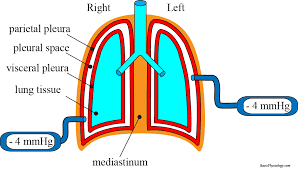 Right
Left
parietal pleura
pleural space
visceral pleura
lung tissue
- 4 mmHg
- 4 mmHg
mediastinum